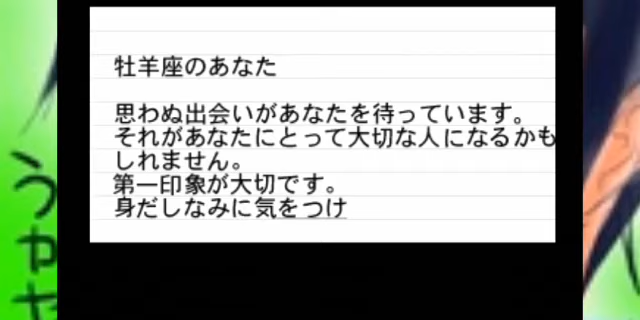 牡羊座のあなた
思わぬ出会いがあなたを待っています。
それがあなたにとって大切な人になるかも
しれません。
第一印象が大切です。
身だしなみに気をつけ
うか